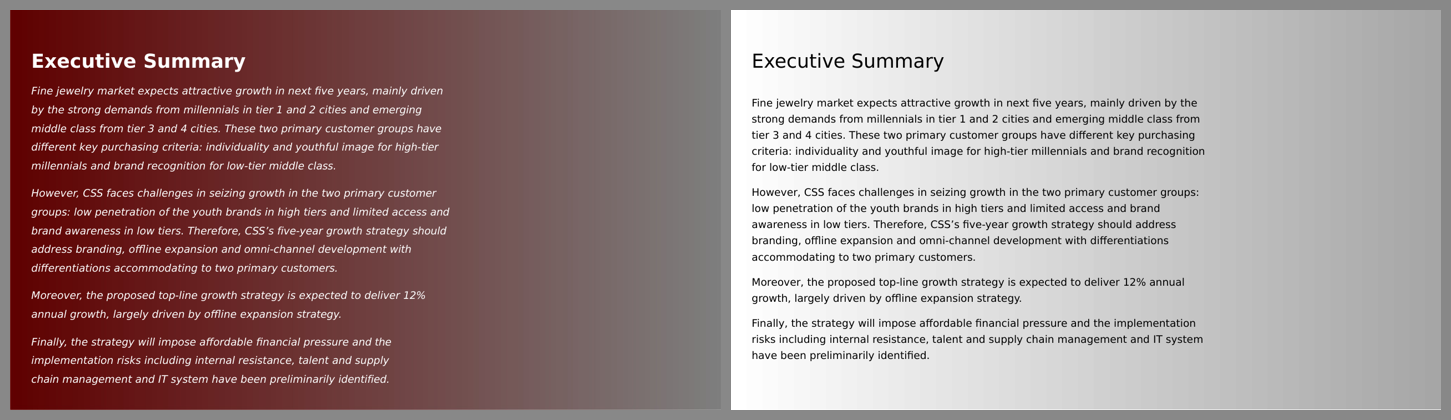 Executive Summary
Fine jewelry market expects attractive growth in next five years, mainly driven
by the strong demands from millennials in tier 1 and 2 cities and emerging
middle class from tier 3 and 4 cities. These two primary customer groups have
different key purchasing criteria: individuality and youthful image for high-tier
millennials and brand recognition for low-tier middle class.
However, CSS faces challenges in seizing growth in the two primary customer
groups: low penetration of the youth brands in high tiers and limited access and
brand awareness in low tiers. Therefore, CSS’s five-year growth strategy should
address branding, offline expansion and omni-channel development with
differentiations accommodating to two primary customers.
Moreover, the proposed top-line growth strategy is expected to deliver 12%
annual growth, largely driven by offline expansion strategy.
Finally, the strategy will impose affordable financial pressure and the
implementation risks including internal resistance, talent and supply
chain management and IT system have been preliminarily identified.
Executive Summary
Fine jewelry market expects attractive growth in next five years, mainly driven by the
strong demands from millennials in tier 1 and 2 cities and emerging middle class from
tier 3 and 4 cities. These two primary customer groups have different key purchasing
criteria: individuality and youthful image for high-tier millennials and brand recognition
for low-tier middle class.
However, CSS faces challenges in seizing growth in the two primary customer groups:
low penetration of the youth brands in high tiers and limited access and brand
awareness in low tiers. Therefore, CSS’s five-year growth strategy should address
branding, offline expansion and omni-channel development with differentiations
accommodating to two primary customers.
Moreover, the proposed top-line growth strategy is expected to deliver 12% annual
growth, largely driven by offline expansion strategy.
Finally, the strategy will impose affordable financial pressure and the implementation
risks including internal resistance, talent and supply chain management and IT system
have been preliminarily identified.